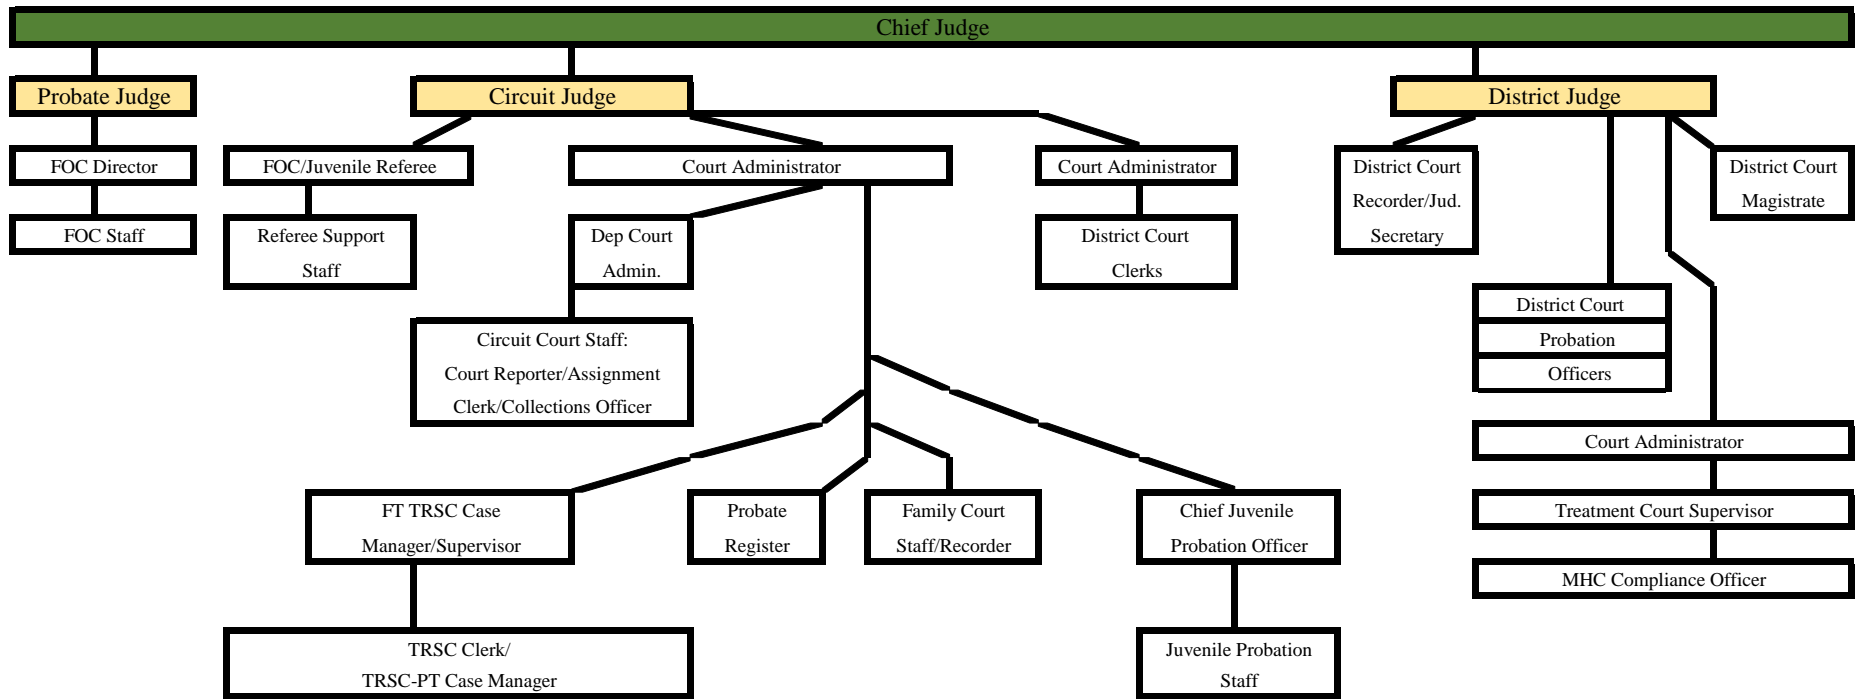 Chief Judge
Probate Judge
Circuit Judge
District Judge
FOC Director
FOC/Juvenile Referee
Court Administrator
Court Administrator
District Court
Recorder/Jud.
Secretary
District Court
Magistrate
FOC Staff
Referee Support
Staff
Dep Court
Admin.
District Court
Clerks
District Court
Probation
Officers
Circuit Court Staff:
Court Reporter/Assignment
Clerk/Collections Officer
Court Administrator
FT TRSC Case
Manager/Supervisor
Probate
Register
Family Court
Staff/Recorder
Chief Juvenile
Probation Officer
Treatment Court Supervisor
MHC Compliance Officer
TRSC Clerk/
TRSC-PT Case Manager
Juvenile Probation
Staff